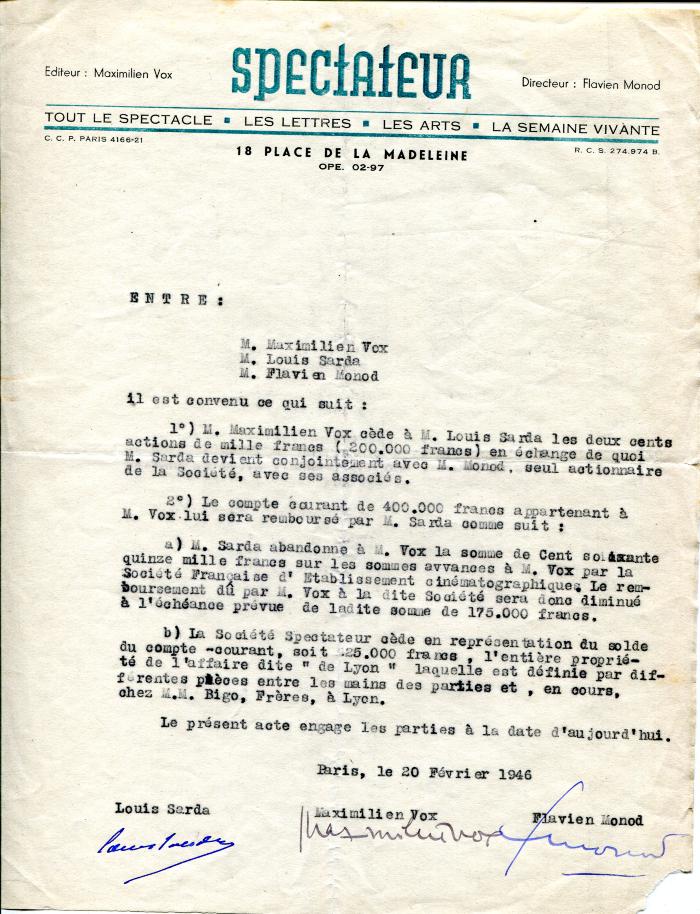 Editeur : Maximilien Vox
SPECTATEUR
Directeur : Flavien Monod
TOUT LE SPECTACLE ▪ LES LETTRES ▪ LES ARTS ▪ LA SEMAINE VIVANTE
C. C. P. PARIS 4166-21
18 PLACE DE LA MADELEINE
R. C. S. 274.974 B.
OPE. 02-97
E N T R E :
M. Maximilien Vox
M. Louis Sarda
M. Flavien Monod
il est convenu ce qui suit :
1°) M. Maximilien Vox cède à M. Louis Sarda les deux cents
actions de mille francs ( 200.000 francs) en échange de quoi
M. Sarda devient conjointement avec M. Monod, seul actionnaire
de la Société, avec ses associés.
2°) Le compte courant de 400.000 francs appartenant à
M. Vox lui sera remboursé par M. Sarda comme suit :
a) M. Sarda abandonne à M. Vox la somme de Cent soixante
quinze mille francs sur les sommes avvances à M. Vox par la
Société Française d' Etablissement cinématographique. Le rem-
boursement dû par M. Vox à la dite Société sera donc diminué
à l'échéance prévue de ladite somme de 175.000 francs.
b) La Société Spectateur cède en représentation du solde
du compte -courant, soit 25.000 francs , l'entière proprié-
té de l'affaire dite " de Lyon " laquelle est définie par dif-
férentes pièces entre les mains des parties et , en cours,
chez M.M. Bigo, Frères, à Lyon.
Le présent acte engage les parties à la date d'aujourd'hui.
Paris, le 20 Février 1946
Louis Sarda Maximilien Vox Flavien Monod
Louis Sarda Maximilien Vox F Monod